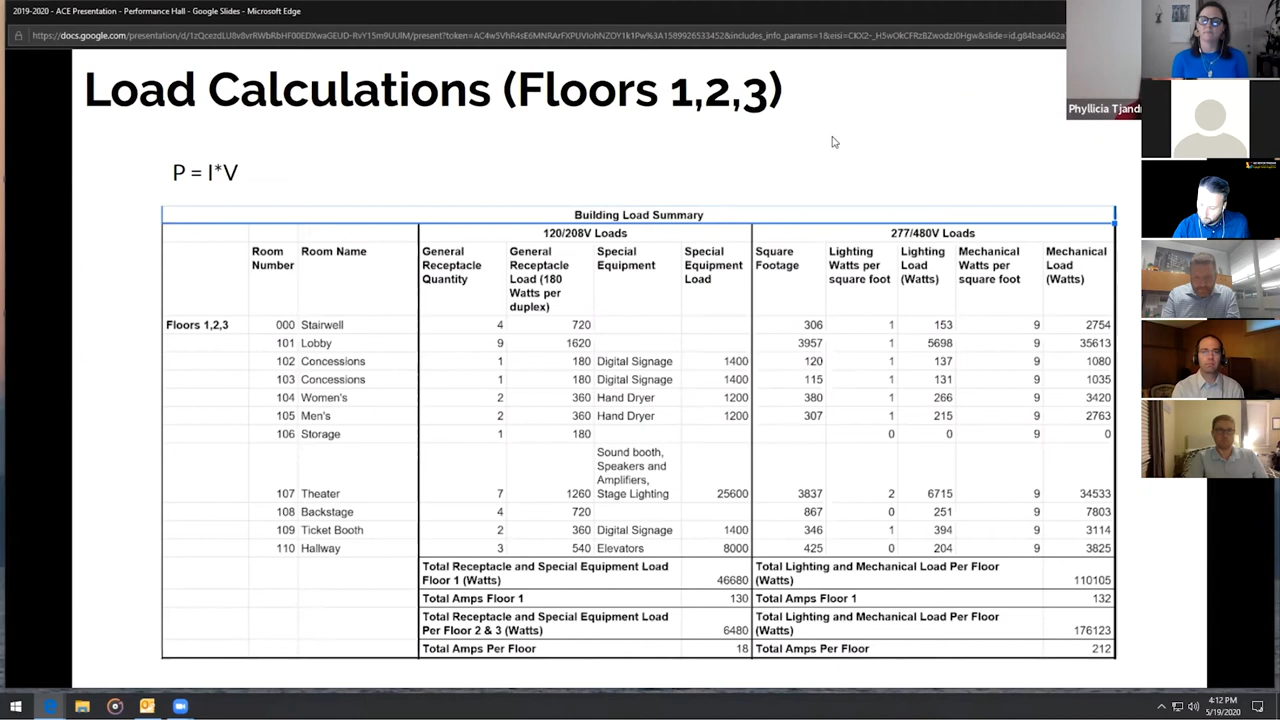 2019-2020 - ACE Presentation - Performance Hall - Google Slides - Microsoft Edge
Load Calculations (Floors 1,2,3)
Phyllicia Tjandr
P = I*V
Building Load Summary
120/208V Loads 277/480V Loads
Room Number Room Name General Receptacle Quantity General Receptacle Load (180 Watts per duplex) Special Equipment Special Equipment Load Square Footage Lighting Watts per square foot Lighting Load (Watts) Mechanical Watts per square foot Mechanical Load (Watts)
Floors 1,2,3 000 Stairwell 4 720 306 1 153 9 2754
101 Lobby 9 1620 3957 1 5698 9 35613
102 Concessions 1 180 Digital Signage 1400 120 1 137 9 1080
103 Concessions 1 180 Digital Signage 1400 115 1 131 9 1035
104 Women's 2 360 Hand Dryer 1200 380 1 266 9 3420
105 Men's 2 360 Hand Dryer 1200 307 1 215 9 2763
106 Storage 1 180 0 0 9 0
107 Theater 7 1260 Sound booth, Speakers and Amplifiers, Stage Lighting 25600 3837 2 6715 9 34533
108 Backstage 4 720 867 0 251 9 7803
109 Ticket Booth 2 360 Digital Signage 1400 346 1 394 9 3114
110 Hallway 3 540 Elevators 8000 425 0 204 9 3825
Total Receptacle and Special Equipment Load Floor 1 (Watts) 46680 Total Lighting and Mechanical Load Per Floor (Watts) 110105
Total Amps Floor 1 130 Total Amps Floor 1 132
Total Receptacle and Special Equipment Load Per Floor 2 & 3 (Watts) 6480 Total Lighting and Mechanical Load Per Floor (Watts) 176123
Total Amps Per Floor 18 Total Amps Per Floor 212
4:12 PM
5/19/2020